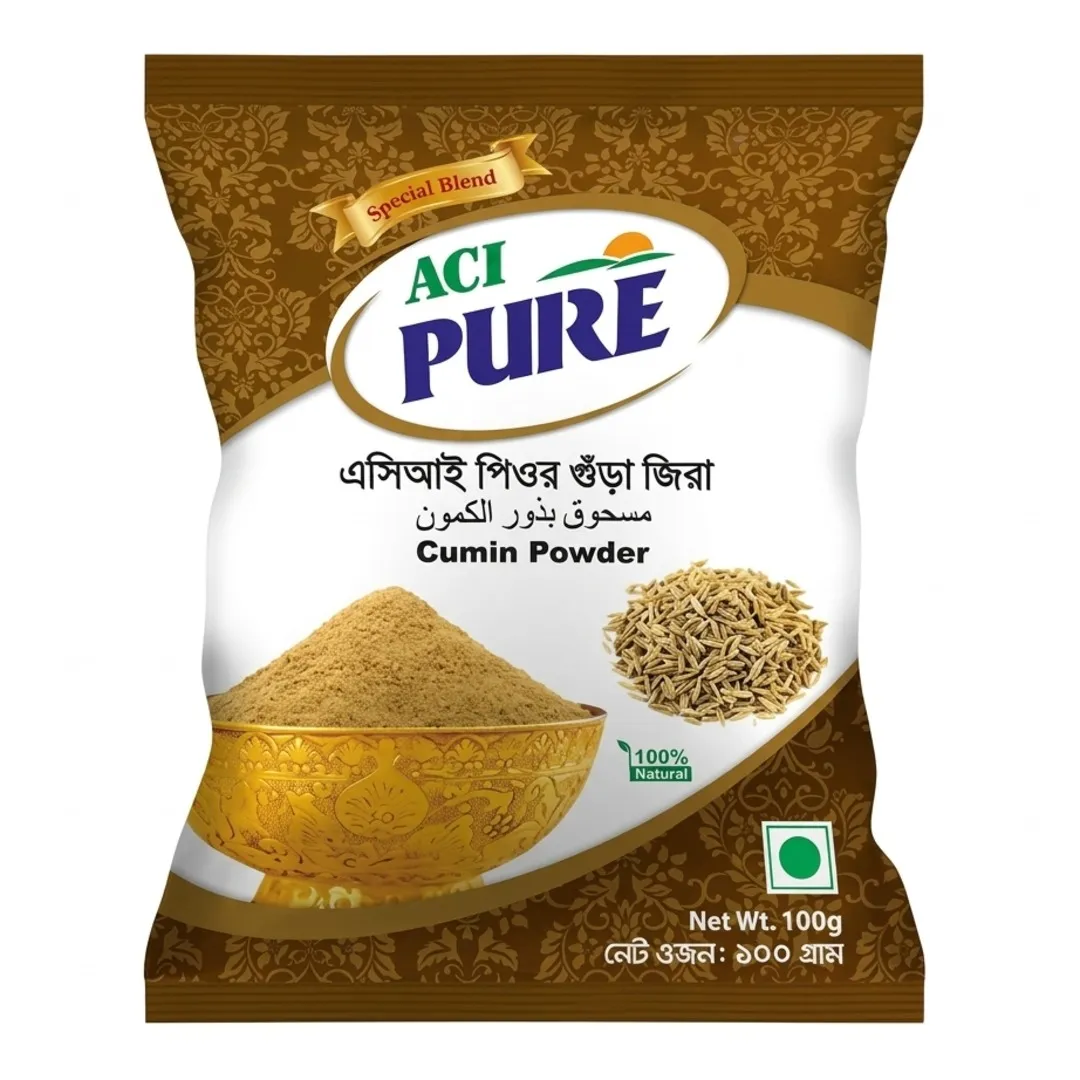 Special Blend
ACI
PURE
এসিআই পিওর গুঁড়া জিরা
مسحوق بذور الكمون
Cumin Powder
100%
Natural
Net Wt. 100g
নেট ওজন: ১০০ গ্রাম